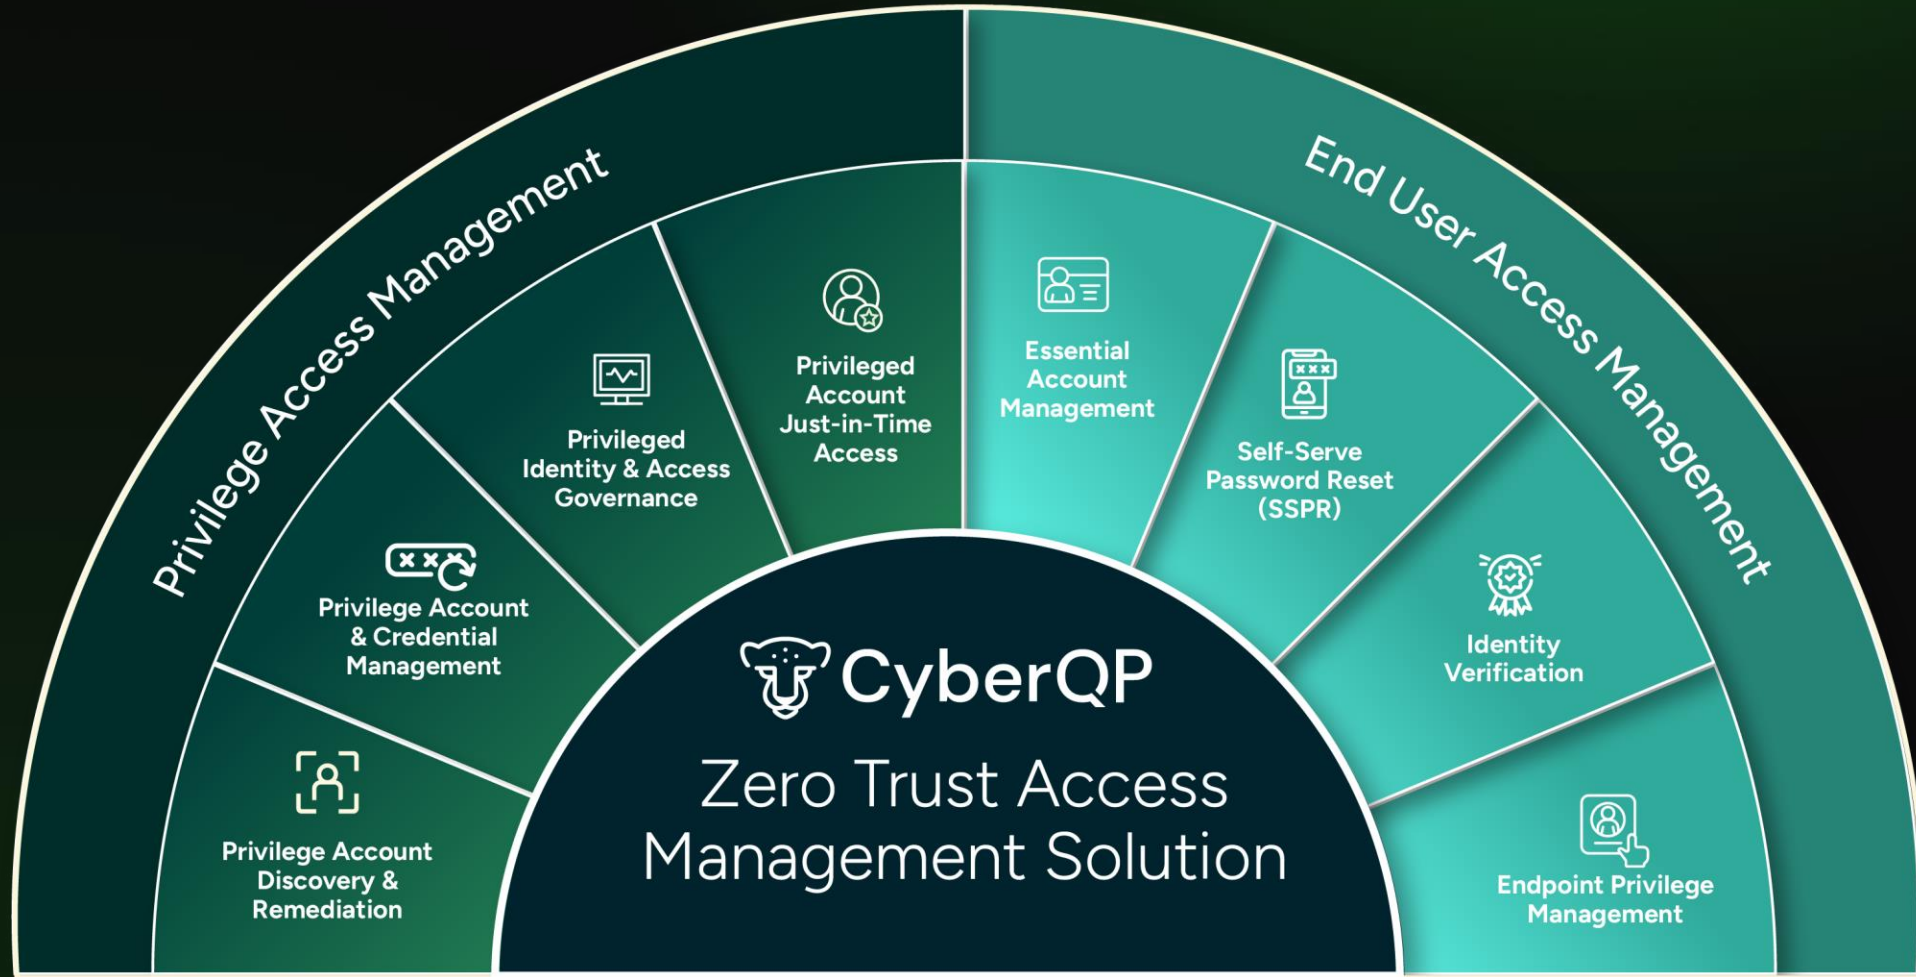 Privilege Access Management
End User Access Management
Privilege Account
Discovery &
Remediation
Privilege Account
& Credential
Management
Privileged
Identity & Access
Governance
Privileged
Account
Just-in-Time
Access
Essential
Account
Management
Self-Serve
Password Reset
(SSPR)
Identity
Verification
Endpoint Privilege
Management
CyberQP
Zero Trust Access
Management Solution